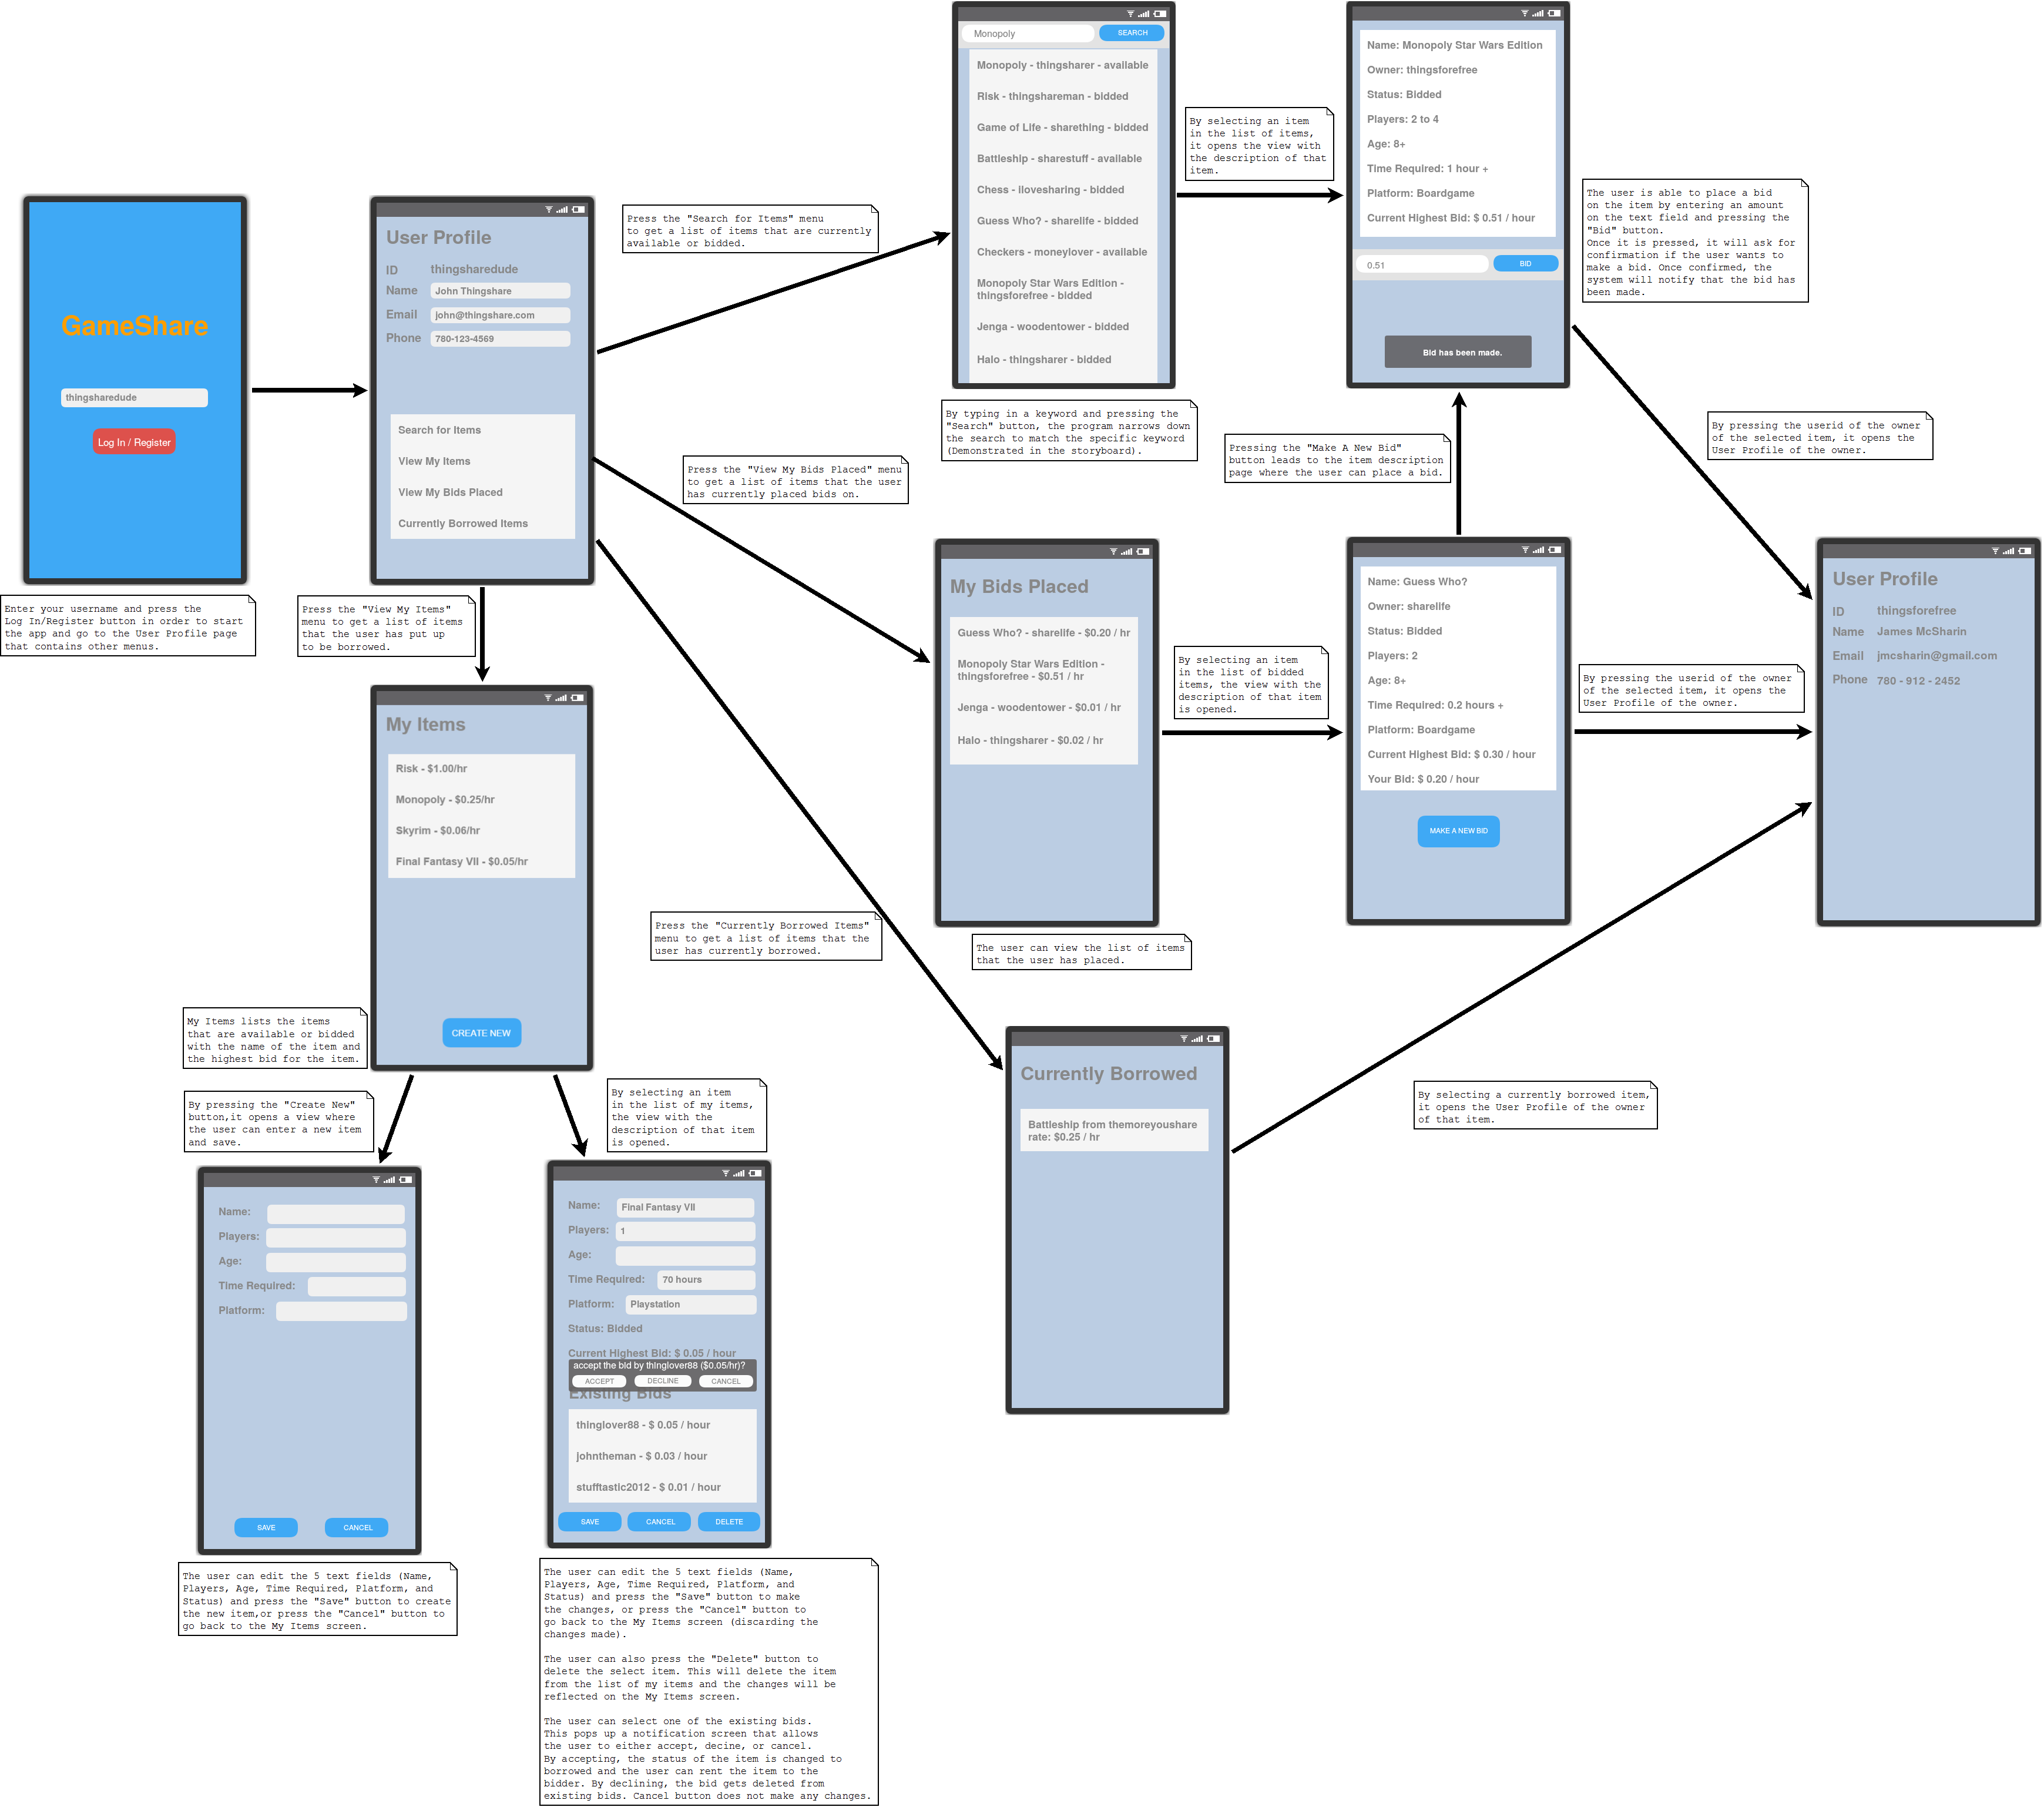 GameShare
thingsharedude
Log In / Register
Enter your username and press the
Log In/Register button in order to start
the app and go to the User Profile page
that contains other menus.
User Profile
ID thingsharedude
Name John Thingshare
Email john@thingshare.com
Phone 780-123-4569
Search for Items
View My Items
View My Bids Placed
Currently Borrowed Items
Press the "Search for Items" menu
to get a list of items that are currently
available or bidded.
Press the "View My Bids Placed" menu
to get a list of items that the user
has currently placed bids on.
Press the "View My Items"
menu to get a list of items
that the user has put up
to be borrowed.
Press the "Currently Borrowed Items"
menu to get a list of items that the
user has currently borrowed.
Monopoly
SEARCH
Monopoly - thingsharer - available
Risk - thingshareman - bidded
Game of Life - sharething - bidded
Battleship - sharestuff - available
Chess - ilovesharing - bidded
Guess Who? - sharelife - bidded
Checkers - moneylover - available
Monopoly Star Wars Edition -
thingsforefree - bidded
Jenga - woodentower - bidded
Halo - thingsharer - bidded
By typing in a keyword and pressing the
"Search" button, the program narrows down
the search to match the specific keyword
(Demonstrated in the storyboard).
By selecting an item
in the list of items,
it opens the view with
the description of that
item.
Name: Monopoly Star Wars Edition
Owner: thingsforefree
Status: Bidded
Players: 2 to 4
Age: 8+
Time Required: 1 hour +
Platform: Boardgame
Current Highest Bid: $ 0.51 / hour
0.51
BID
Bid has been made.
The user is able to place a bid
on the item by entering an amount
on the text field and pressing the
"Bid" button.
Once it is pressed, it will ask for
confirmation if the user wants to
make a bid. Once confirmed, the
system will notify that the bid has
been made.
By pressing the userid of the owner
of the selected item, it opens the
User Profile of the owner.
Pressing the "Make A New Bid"
button leads to the item description
page where the user can place a bid.
My Bids Placed
Guess Who? - sharelife - $0.20 / hr
Monopoly Star Wars Edition -
thingsforefree - $0.51 / hr
Jenga - woodentower - $0.01 / hr
Halo - thingsharer - $0.02 / hr
The user can view the list of items
that the user has placed.
By selecting an item
in the list of bidded
items, the view with the
description of that item
is opened.
Name: Guess Who?
Owner: sharelife
Status: Bidded
Players: 2
Age: 8+
Time Required: 0.2 hours +
Platform: Boardgame
Current Highest Bid: $ 0.30 / hour
Your Bid: $ 0.20 / hour
MAKE A NEW BID
By pressing the userid of the owner
of the selected item, it opens the
User Profile of the owner.
User Profile
ID thingsforefree
Name James McSharin
Email jmcsharin@gmail.com
Phone 780 - 912 - 2452
My Items
Risk - $1.00/hr
Monopoly - $0.25/hr
Skyrim - $0.06/hr
Final Fantasy VII - $0.05/hr
CREATE NEW
My Items lists the items
that are available or bidded
with the name of the item and
the highest bid for the item.
By pressing the "Create New"
button,it opens a view where
the user can enter a new item
and save.
By selecting an item
in the list of my items,
the view with the
description of that item
is opened.
Currently Borrowed
Battleship from themoreyoushare
rate: $0.25 / hr
By selecting a currently borrowed item,
it opens the User Profile of the owner
of that item.
Name:
Players:
Age:
Time Required:
Platform:
SAVE
CANCEL
The user can edit the 5 text fields (Name,
Players, Age, Time Required, Platform, and
Status) and press the "Save" button to create
the new item,or press the "Cancel" button to
go back to the My Items screen.
Name: Final Fantasy VII
Players: 1
Age:
Time Required: 70 hours
Platform: Playstation
Status: Bidded
Current Highest Bid: $ 0.05 / hour
accept the bid by thinglover88 ($0.05/hr)?
ACCEPT DECLINE CANCEL
Existing Bids
thinglover88 - $ 0.05 / hour
johntheman - $ 0.03 / hour
stufftastic2012 - $ 0.01 / hour
SAVE CANCEL DELETE
The user can edit the 5 text fields (Name,
Players, Age, Time Required, Platform, and
Status) and press the "Save" button to make
the changes, or press the "Cancel" button to
go back to the My Items screen (discarding the
changes made).
The user can also press the "Delete" button to
delete the select item. This will delete the item
from the list of my items and the changes will be
reflected on the My Items screen.
The user can select one of the existing bids.
This pops up a notification screen that allows
the user to either accept, decine, or cancel.
By accepting, the status of the item is changed to
borrowed and the user can rent the item to the
bidder. By declining, the bid gets deleted from
existing bids. Cancel button does not make any changes.